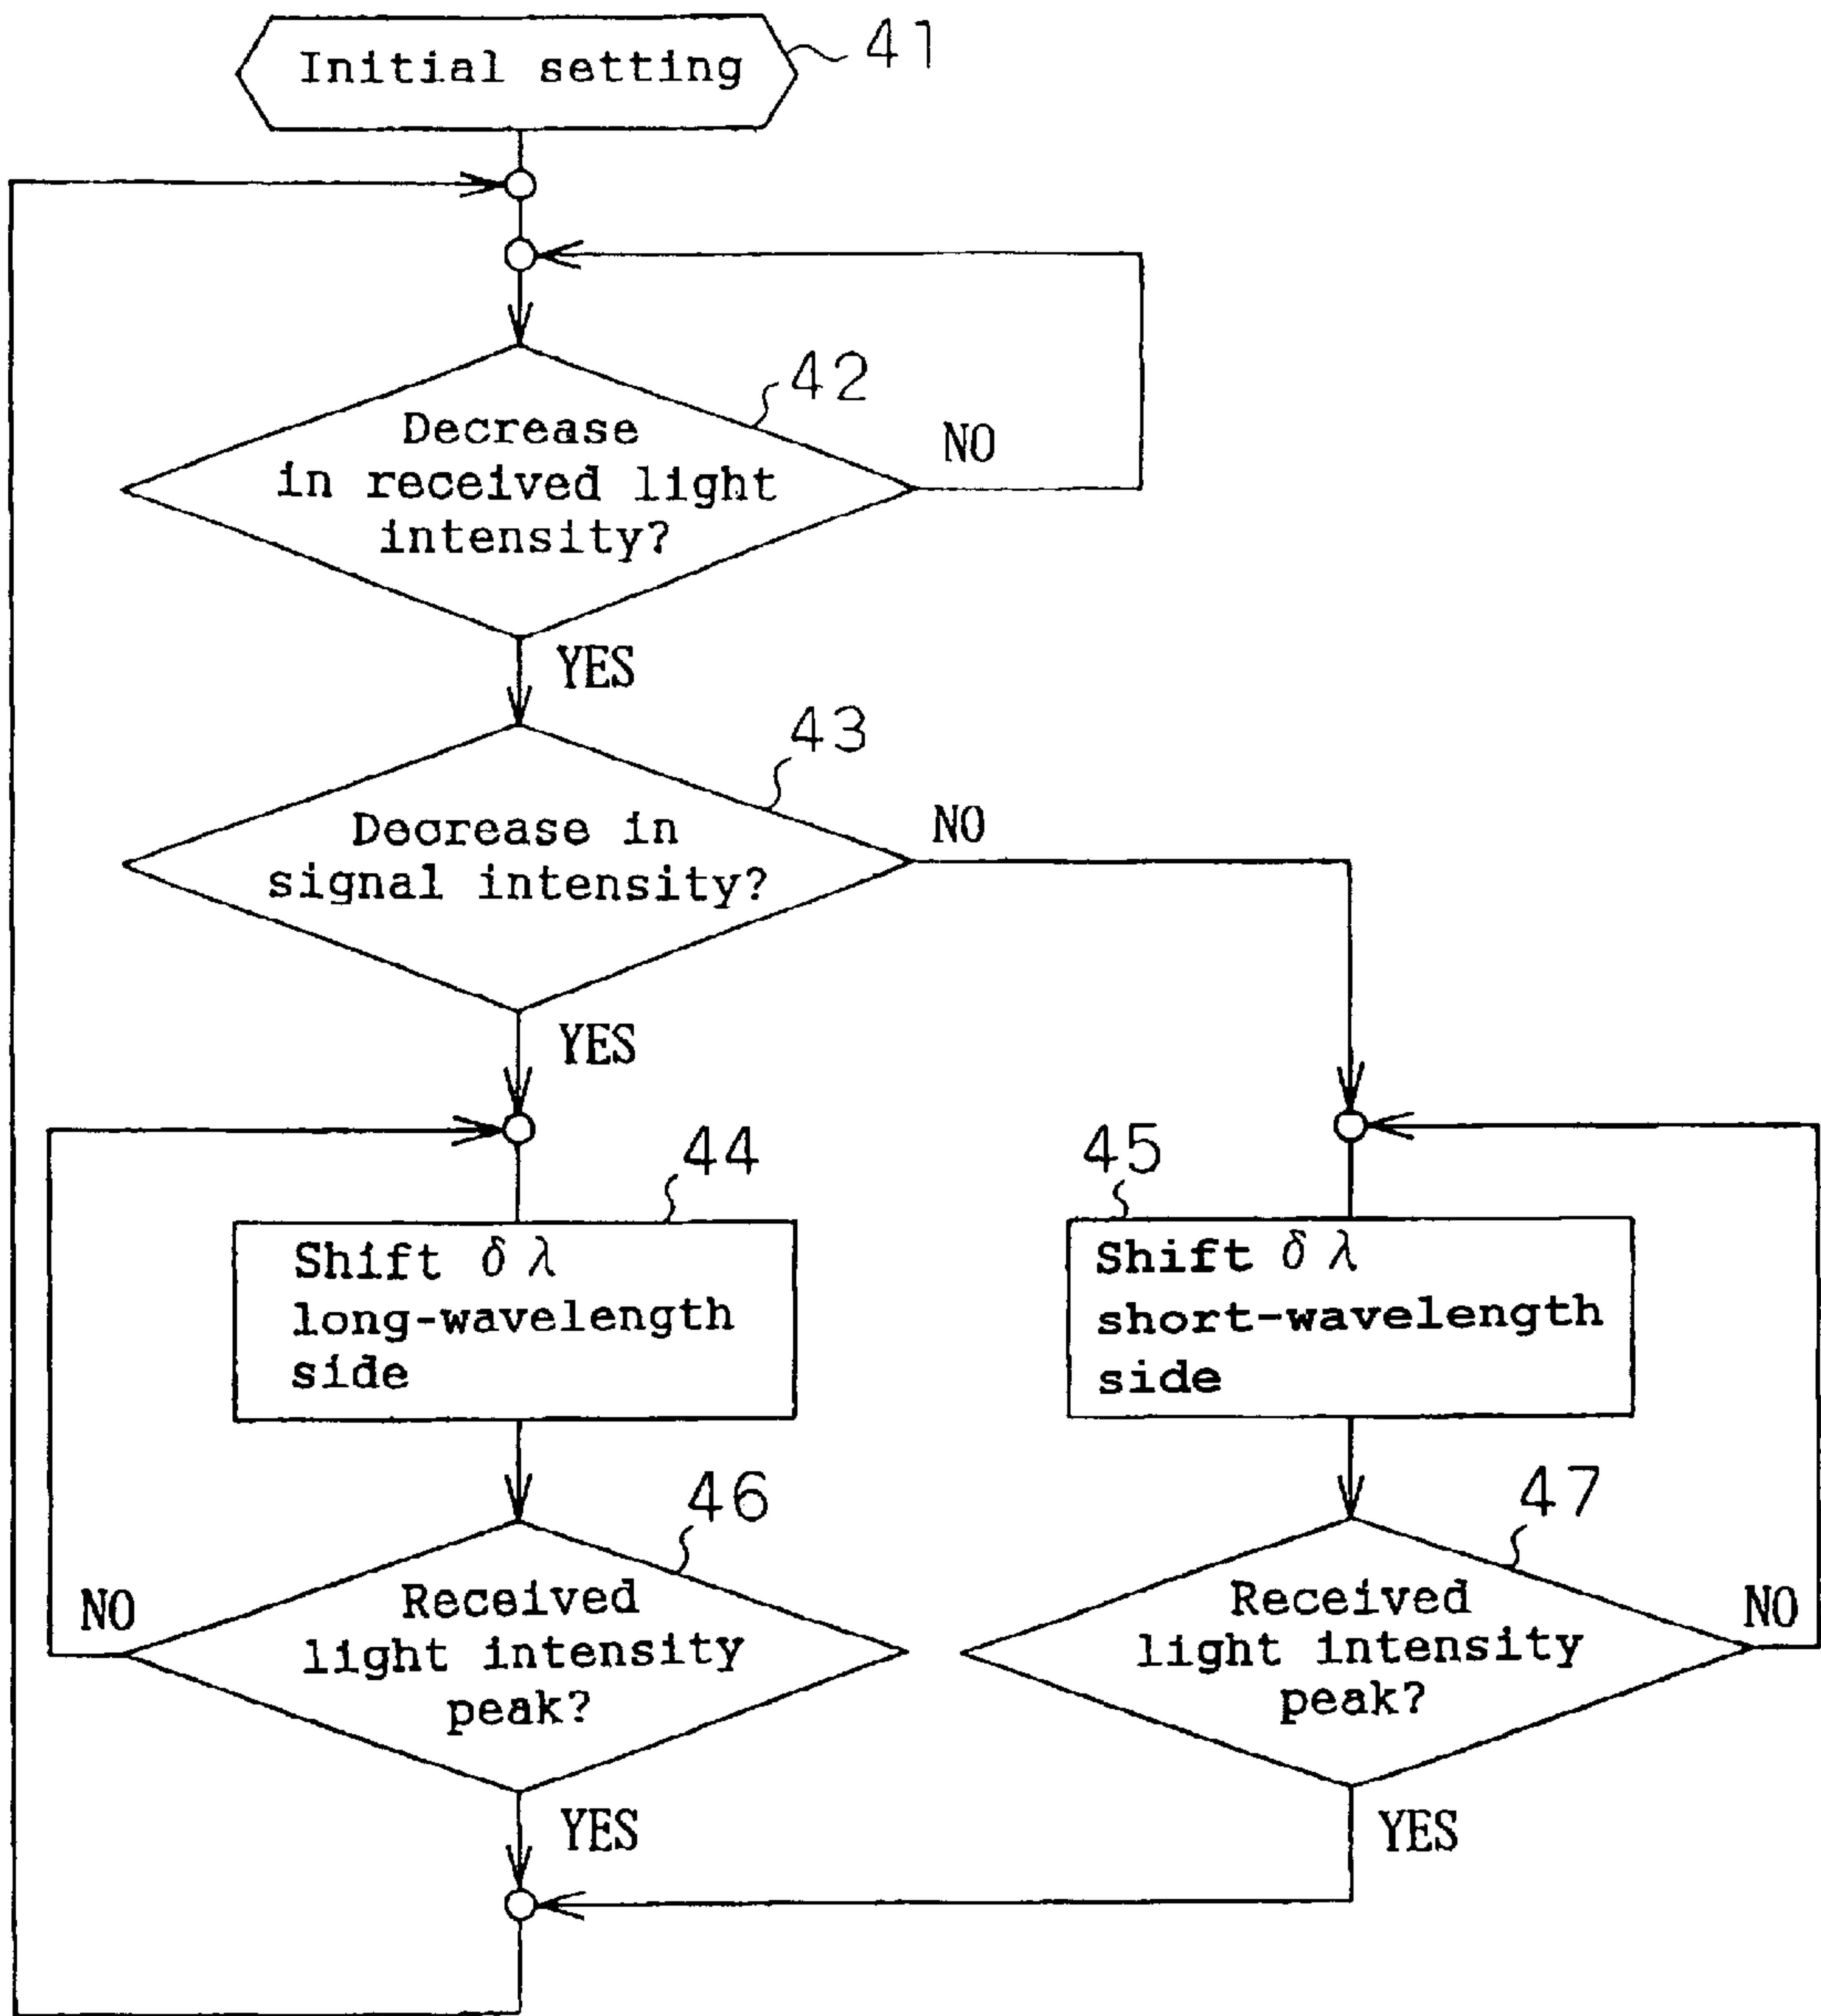 Initial setting
41
42
Decrease
in received light
intensity?
NO
YES
43
Decrease in
signal intensity?
NO
YES
44
Shift δ λ
long-wavelength
side
45
Shift δ λ
short-wavelength
side
46
Received
light intensity
peak?
NO
YES
47
Received
light intensity
peak?
NO
YES